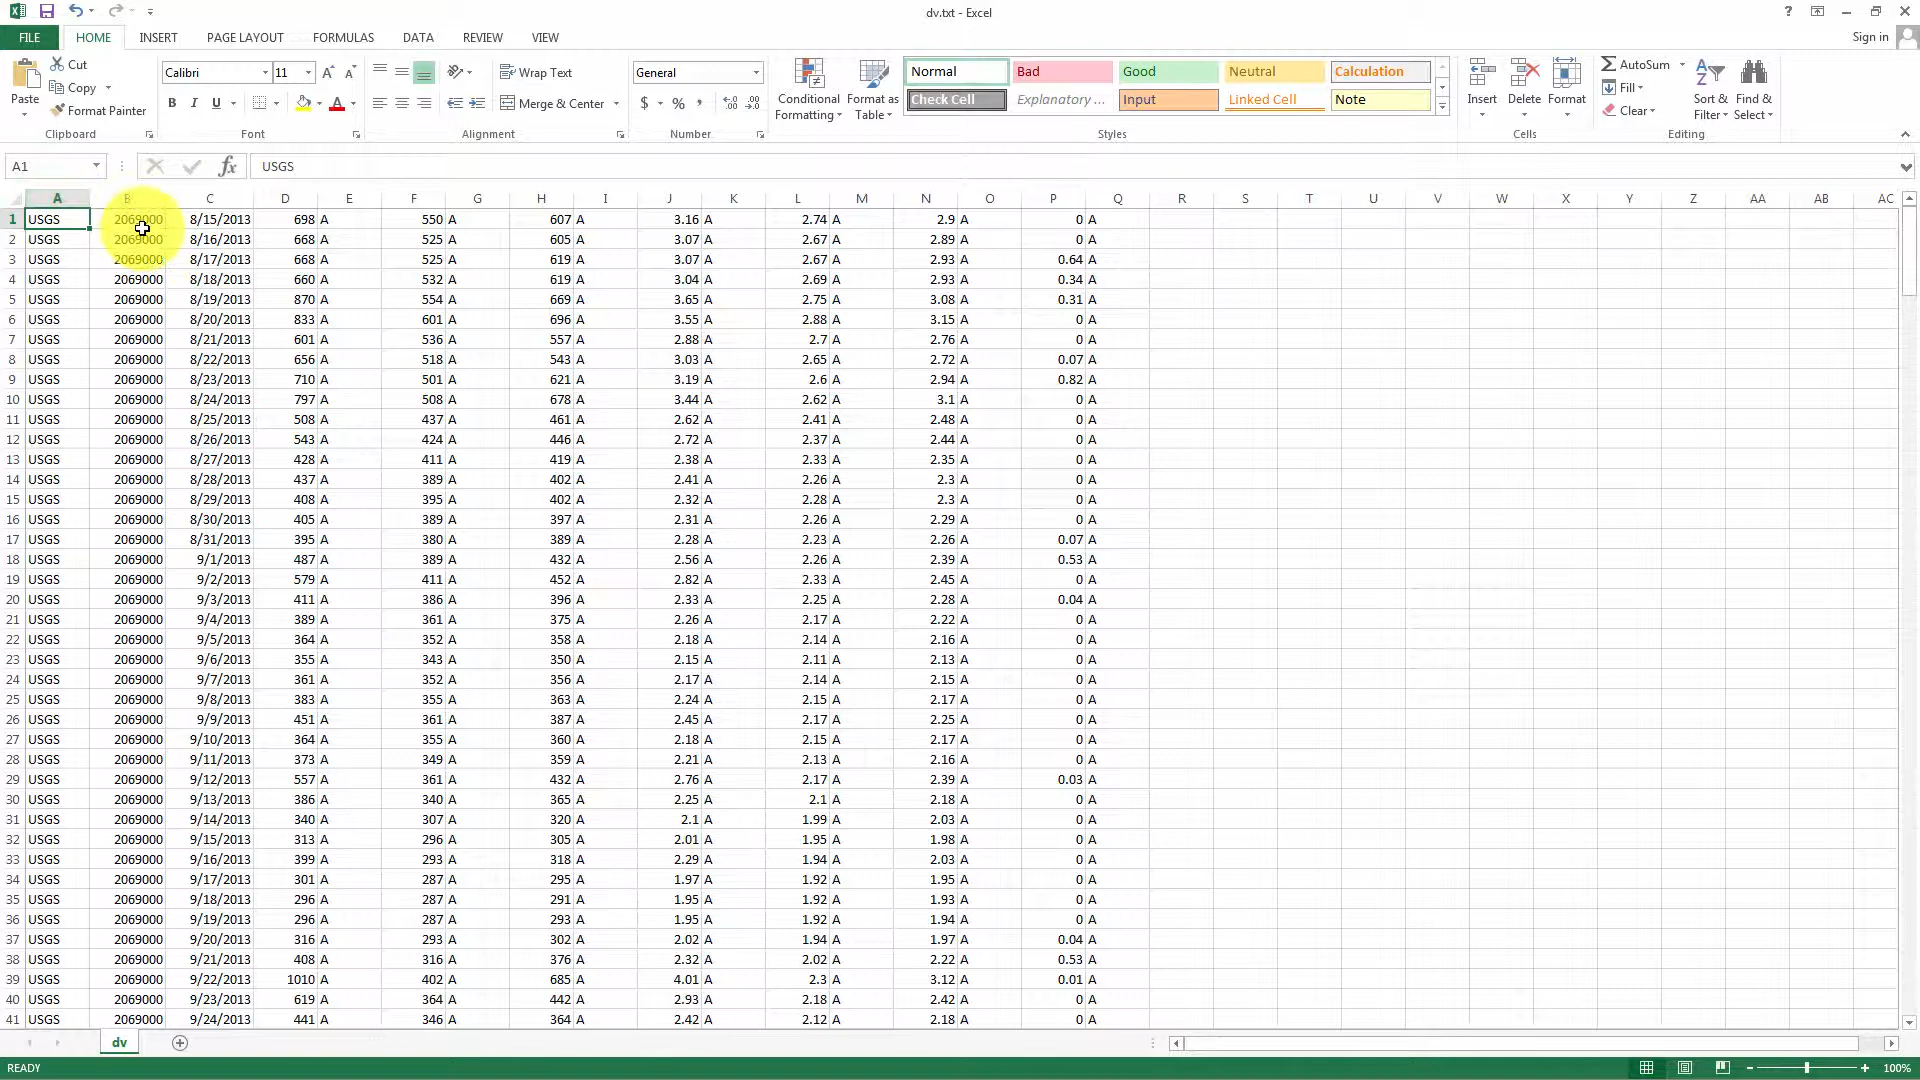 dv.txt - Excel
FILE HOME INSERT PAGE LAYOUT FORMULAS DATA REVIEW VIEW Sign in
Paste Cut Copy Format Painter Clipboard
Calibri 11 B I U Font
Wrap Text Merge & Center Alignment
General $ % , Number
Conditional Formatting Format as Table
Normal Bad Good Neutral Calculation
Check Cell Explanatory ... Input Linked Cell Note
Styles
Insert Delete Format Cells
AutoSum Fill Clear Sort & Filter Find & Select Editing
A1 fx USGS
A B C D E F G H I J K L M N O P Q R S T U V W X Y Z AA AB AC
1 USGS 2069000 8/15/2013 698 A 550 A 607 A 3.16 A 2.74 A 2.9 A 0 A
2 USGS 2069000 8/16/2013 668 A 525 A 605 A 3.07 A 2.67 A 2.89 A 0 A
3 USGS 2069000 8/17/2013 668 A 525 A 619 A 3.07 A 2.67 A 2.93 A 0.64 A
4 USGS 2069000 8/18/2013 660 A 532 A 619 A 3.04 A 2.69 A 2.93 A 0.34 A
5 USGS 2069000 8/19/2013 870 A 554 A 669 A 3.65 A 2.75 A 3.08 A 0.31 A
6 USGS 2069000 8/20/2013 833 A 601 A 696 A 3.55 A 2.88 A 3.15 A 0 A
7 USGS 2069000 8/21/2013 601 A 536 A 557 A 2.88 A 2.7 A 2.76 A 0 A
8 USGS 2069000 8/22/2013 656 A 518 A 543 A 3.03 A 2.65 A 2.72 A 0.07 A
9 USGS 2069000 8/23/2013 710 A 501 A 621 A 3.19 A 2.6 A 2.94 A 0.82 A
10 USGS 2069000 8/24/2013 797 A 508 A 678 A 3.44 A 2.62 A 3.1 A 0 A
11 USGS 2069000 8/25/2013 508 A 437 A 461 A 2.62 A 2.41 A 2.48 A 0 A
12 USGS 2069000 8/26/2013 543 A 424 A 446 A 2.72 A 2.37 A 2.44 A 0 A
13 USGS 2069000 8/27/2013 428 A 411 A 419 A 2.38 A 2.33 A 2.35 A 0 A
14 USGS 2069000 8/28/2013 437 A 389 A 402 A 2.41 A 2.26 A 2.3 A 0 A
15 USGS 2069000 8/29/2013 408 A 395 A 402 A 2.32 A 2.28 A 2.3 A 0 A
16 USGS 2069000 8/30/2013 405 A 389 A 397 A 2.31 A 2.26 A 2.29 A 0 A
17 USGS 2069000 8/31/2013 395 A 380 A 389 A 2.28 A 2.23 A 2.26 A 0.07 A
18 USGS 2069000 9/1/2013 487 A 389 A 432 A 2.56 A 2.26 A 2.39 A 0.53 A
19 USGS 2069000 9/2/2013 579 A 411 A 452 A 2.82 A 2.33 A 2.45 A 0 A
20 USGS 2069000 9/3/2013 411 A 386 A 396 A 2.33 A 2.25 A 2.28 A 0.04 A
21 USGS 2069000 9/4/2013 389 A 361 A 375 A 2.26 A 2.17 A 2.22 A 0 A
22 USGS 2069000 9/5/2013 364 A 352 A 358 A 2.18 A 2.14 A 2.16 A 0 A
23 USGS 2069000 9/6/2013 355 A 343 A 350 A 2.15 A 2.11 A 2.13 A 0 A
24 USGS 2069000 9/7/2013 361 A 352 A 356 A 2.17 A 2.14 A 2.15 A 0 A
25 USGS 2069000 9/8/2013 383 A 355 A 363 A 2.24 A 2.15 A 2.17 A 0 A
26 USGS 2069000 9/9/2013 451 A 361 A 387 A 2.45 A 2.17 A 2.25 A 0 A
27 USGS 2069000 9/10/2013 364 A 355 A 360 A 2.18 A 2.15 A 2.17 A 0 A
28 USGS 2069000 9/11/2013 373 A 349 A 359 A 2.21 A 2.13 A 2.16 A 0 A
29 USGS 2069000 9/12/2013 557 A 361 A 432 A 2.76 A 2.17 A 2.39 A 0.03 A
30 USGS 2069000 9/13/2013 386 A 340 A 365 A 2.25 A 2.1 A 2.18 A 0 A
31 USGS 2069000 9/14/2013 340 A 307 A 320 A 2.1 A 1.99 A 2.03 A 0 A
32 USGS 2069000 9/15/2013 313 A 296 A 305 A 2.01 A 1.95 A 1.98 A 0 A
33 USGS 2069000 9/16/2013 399 A 293 A 318 A 2.29 A 1.94 A 2.03 A 0 A
34 USGS 2069000 9/17/2013 301 A 287 A 295 A 1.97 A 1.92 A 1.95 A 0 A
35 USGS 2069000 9/18/2013 296 A 287 A 291 A 1.95 A 1.92 A 1.93 A 0 A
36 USGS 2069000 9/19/2013 296 A 287 A 293 A 1.95 A 1.92 A 1.94 A 0 A
37 USGS 2069000 9/20/2013 316 A 293 A 302 A 2.02 A 1.94 A 1.97 A 0.04 A
38 USGS 2069000 9/21/2013 408 A 316 A 376 A 2.32 A 2.02 A 2.22 A 0.53 A
39 USGS 2069000 9/22/2013 1010 A 402 A 685 A 4.01 A 2.3 A 3.12 A 0.01 A
40 USGS 2069000 9/23/2013 619 A 364 A 442 A 2.93 A 2.18 A 2.42 A 0 A
41 USGS 2069000 9/24/2013 441 A 346 A 364 A 2.42 A 2.12 A 2.18 A 0 A
dv
READY 100%